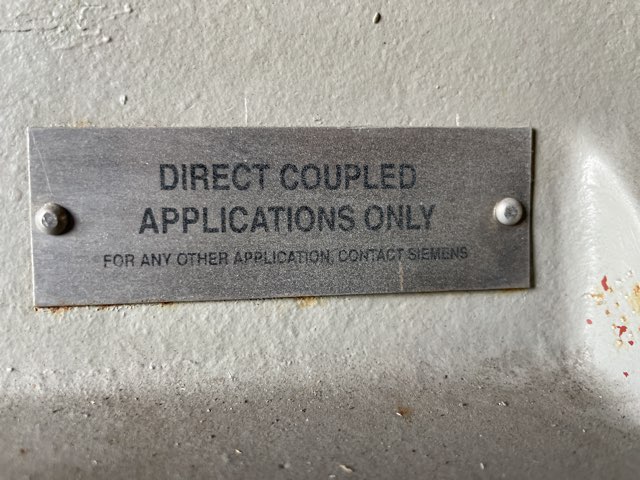 DIRECT COUPLED
APPLICATIONS ONLY
FOR ANY OTHER APPLICATION, CONTACT SIEMENS